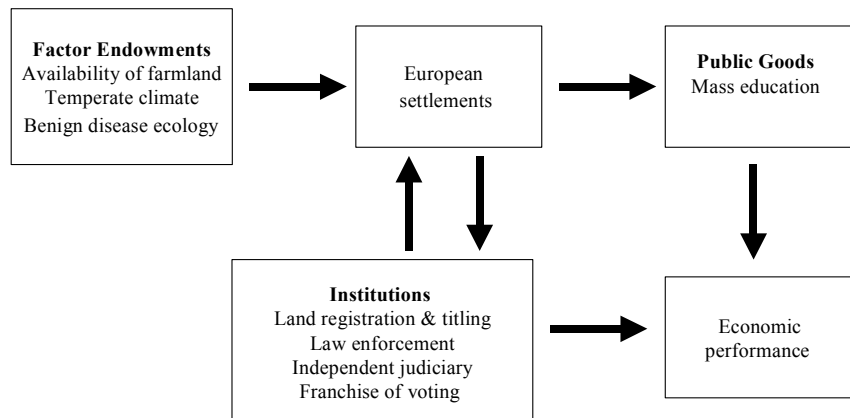 Factor Endowments
Availability of farmland
Temperate climate
Benign disease ecology
European
settlements
Public Goods
Mass education
Institutions
Land registration & titling
Law enforcement
Independent judiciary
Franchise of voting
Economic
performance